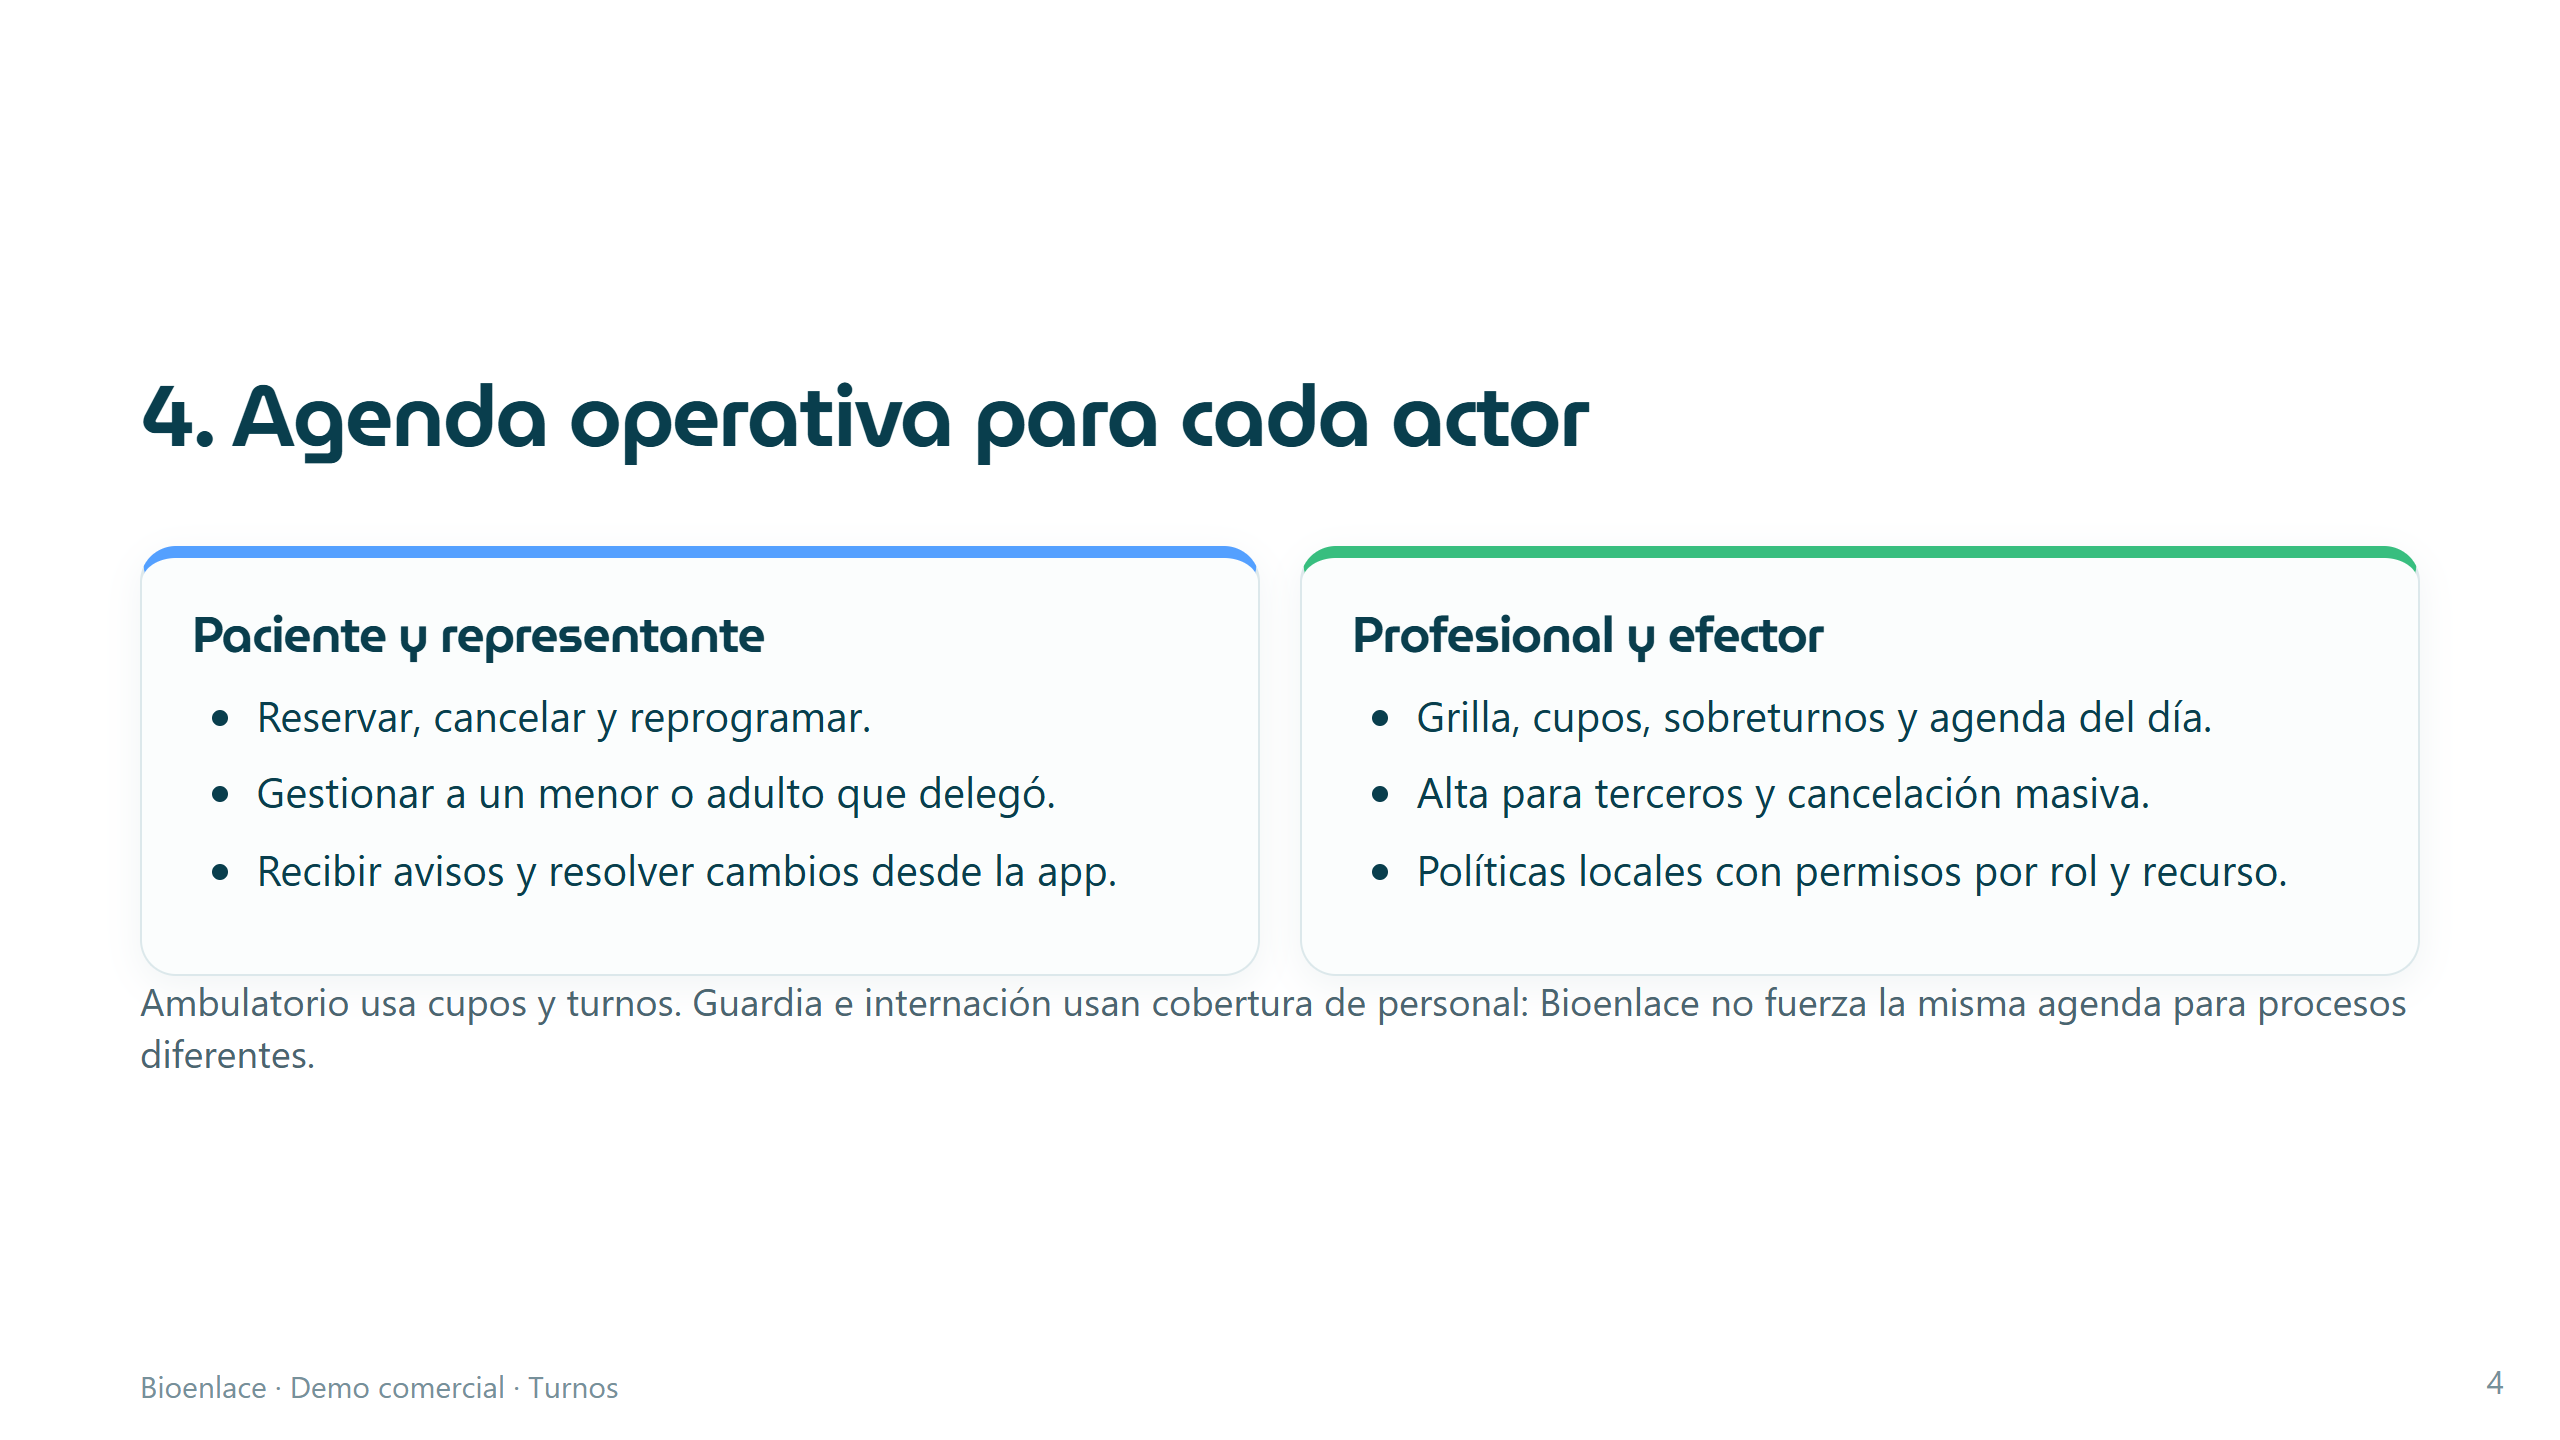 4. Agenda operativa para cada actor
Paciente y representante
• Reservar, cancelar y reprogramar.
• Gestionar a un menor o adulto que delegó.
• Recibir avisos y resolver cambios desde la app.
Profesional y efector
• Grilla, cupos, sobreturnos y agenda del día.
• Alta para terceros y cancelación masiva.
• Políticas locales con permisos por rol y recurso.
Ambulatorio usa cupos y turnos. Guardia e internación usan cobertura de personal: Bioenlace no fuerza la misma agenda para procesos
diferentes.
Bioenlace · Demo comercial · Turnos
4